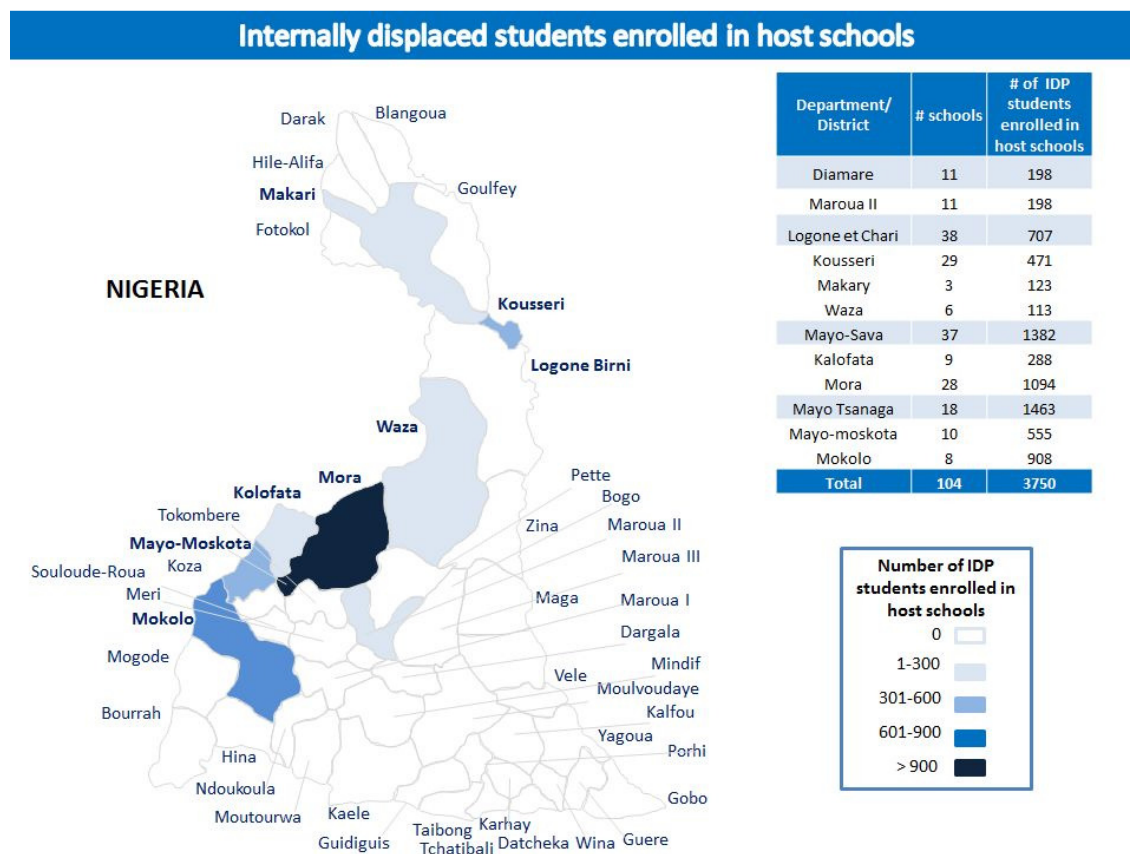 Internally displaced students enrolled in host schools
Darak
Blangoua
Hile-Alifa
Makari
Goulfey
Fotokol
NIGERIA
Kousseri
Logone Birni
Waza
Mora
Kolofata
Pette
Bogo
Tokombere
Zina
Maroua II
Mayo-Moskota
Koza
Maroua III
Souloude-Roua
Meri
Maga
Maroua I
Mokolo
Dargala
Mogode
Mindif
Vele
Moulvoudaye
Bourrah
Kalfou
Yagoua
Hina
Porhi
Ndoukoula
Gobo
Moutourwa
Kaele
Guidiguis
Taibong
Karhay
Tchatibali
Datcheka
Wina
Guere
Department/ District # schools # of IDP students enrolled in host schools
Diamare 11 198
Maroua II 11 198
Logone et Chari 38 707
Kousseri 29 471
Makary 3 123
Waza 6 113
Mayo-Sava 37 1382
Kalofata 9 288
Mora 28 1094
Mayo Tsanaga 18 1463
Mayo-moskota 10 555
Mokolo 8 908
Total 104 3750
Number of IDP
students enrolled in
host schools
0
1-300
301-600
601-900
> 900